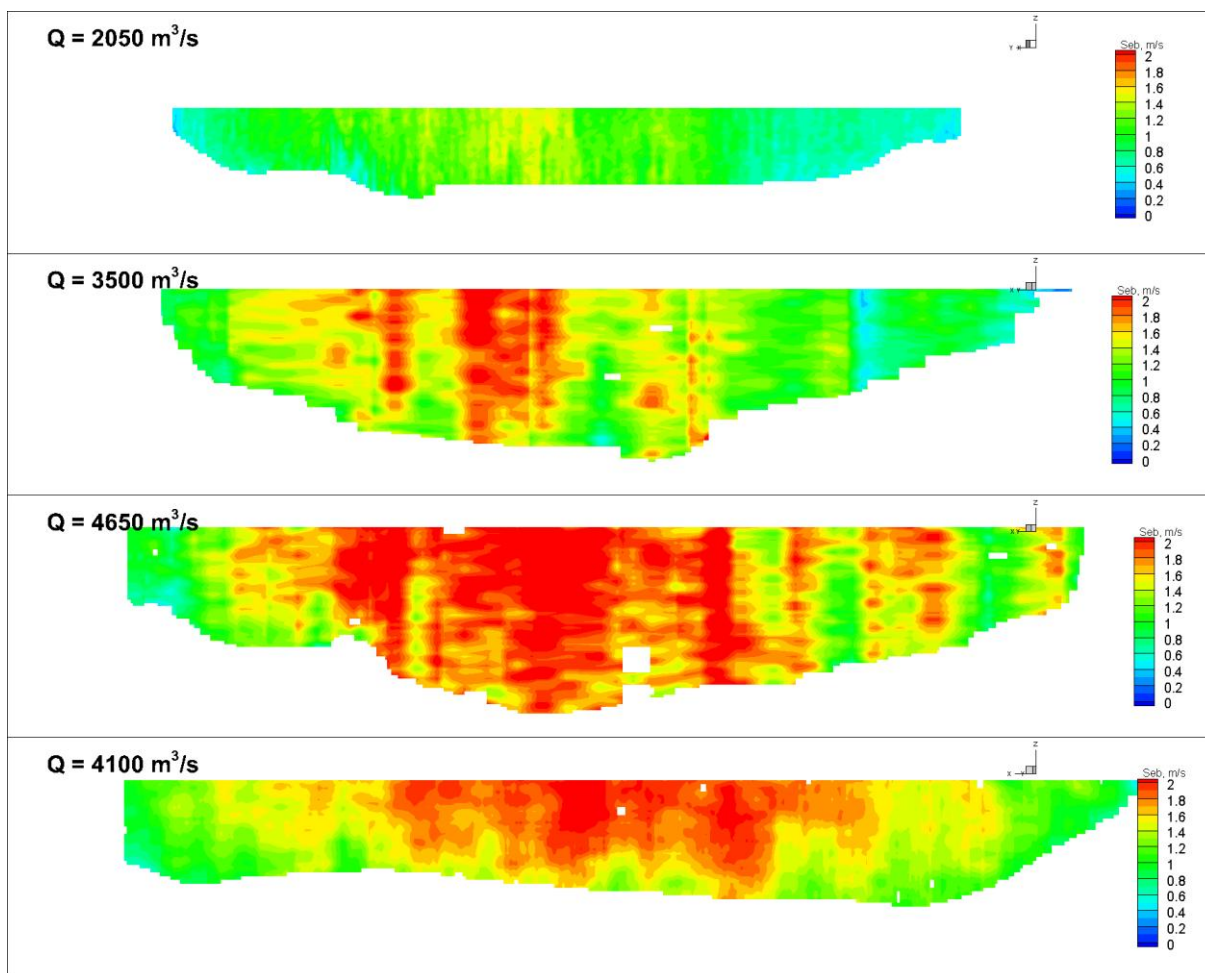 Q = 2050 m³/s
Z
Y X
Seb, m/s
2
1.8
1.6
1.4
1.2
1
0.8
0.6
0.4
0.2
0
Q = 3500 m³/s
Z
X Y
Seb, m/s
2
1.8
1.6
1.4
1.2
1
0.8
0.6
0.4
0.2
0
Q = 4650 m³/s
Z
X Y
Seb, m/s
2
1.8
1.6
1.4
1.2
1
0.8
0.6
0.4
0.2
0
Q = 4100 m³/s
Z
X Y
Seb, m/s
2
1.8
1.6
1.4
1.2
1
0.8
0.6
0.4
0.2
0